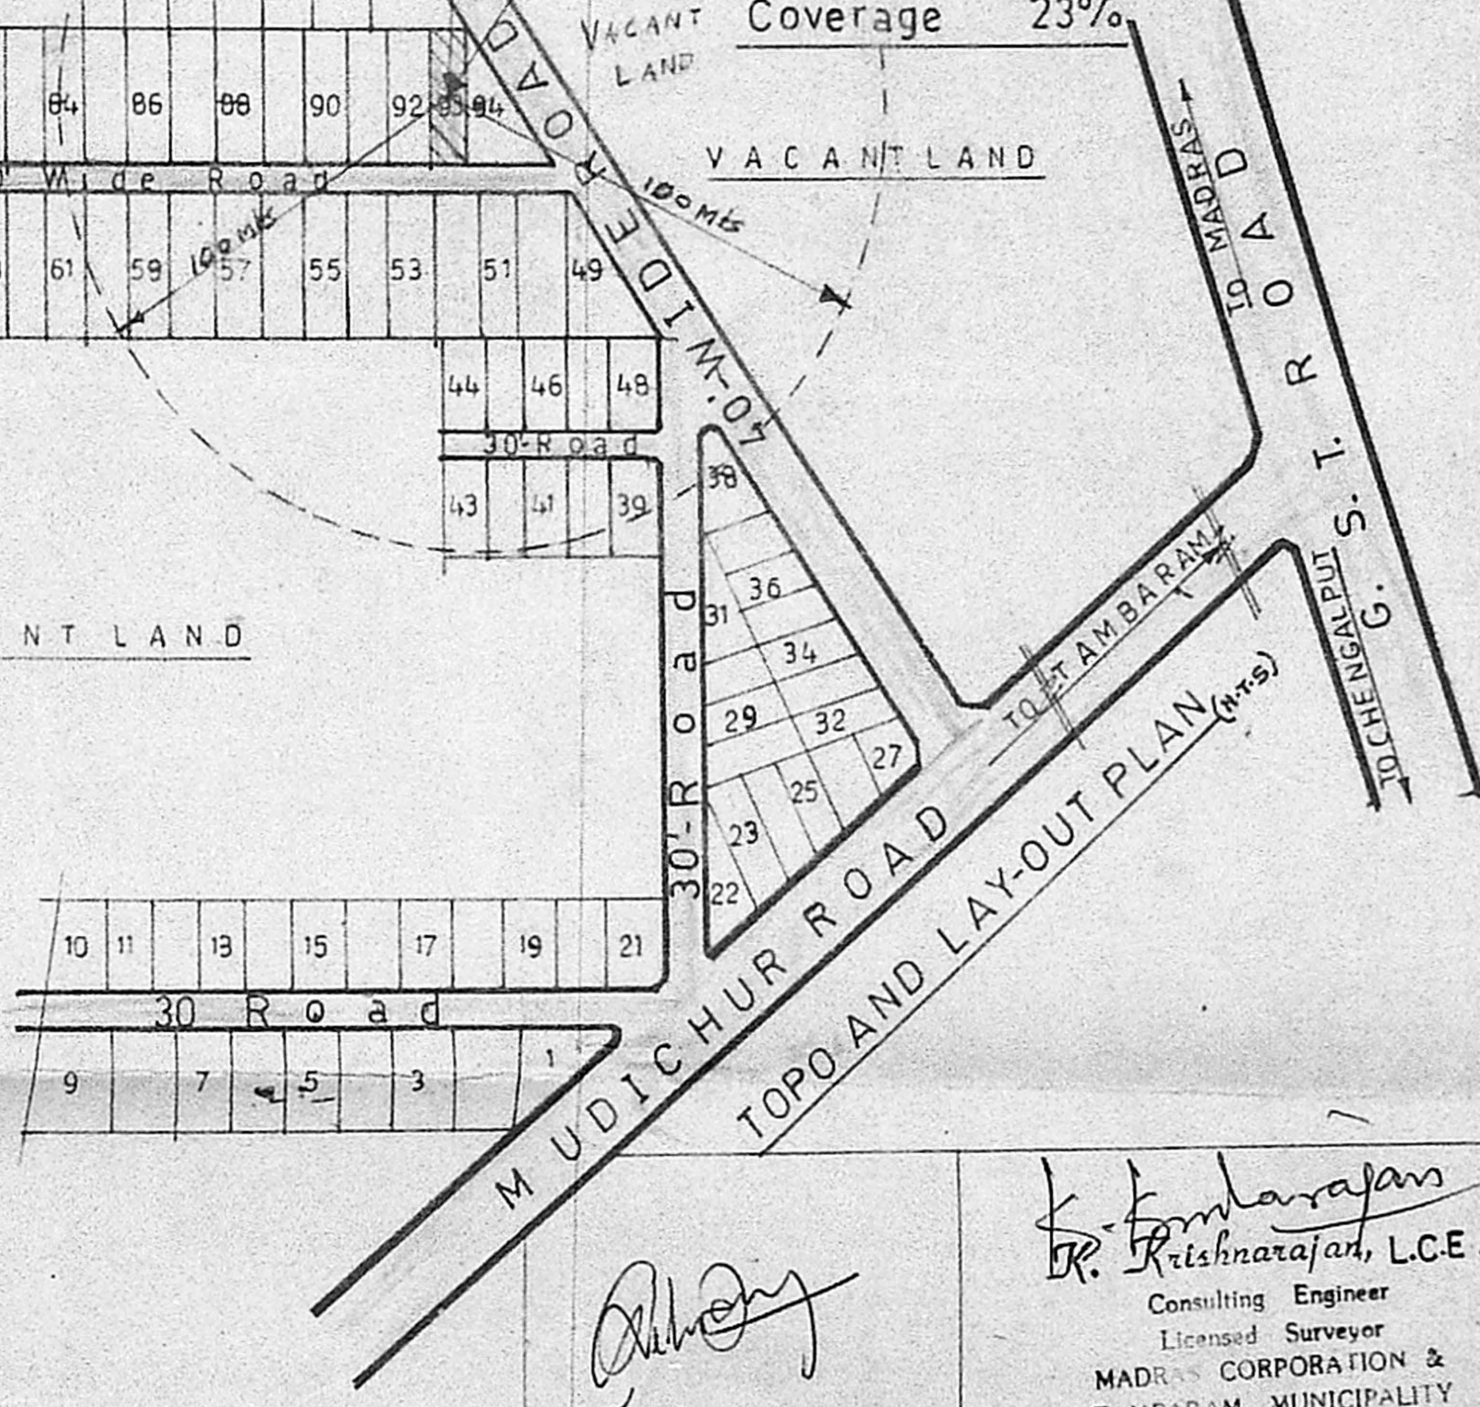 Coverage 23%
VACANT
LAND
VACANT LAND
84 86 88 90 92 93 94
Wide Road
100 Mts
100 Mts
61 59 57 55 53 51 49
40'-WIDE ROAD
44 46 48
30'-Road
43 41 39
38
36
31
34
29
32
27
25
23
22
30'-Road
NT LAND
10 11 13 15 17 19 21
30 Road
9 7 5 3 1
MUDICHUR ROAD
TO TAMBARAM
TO MADRAS
G.S.T. ROAD
TO CHENGALPUT
TOPO AND LAY-OUT PLAN (N.T.S)
K. Krishnarajan, L.C.E
Consulting Engineer
Licensed Surveyor
MADRAS CORPORATION &
MUNICIPALITY